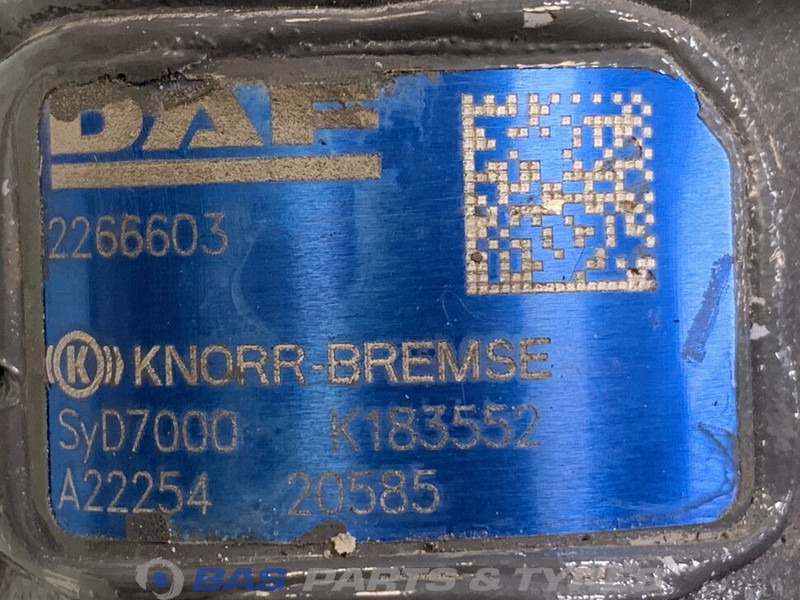 DAF
2266603
K KNORR-BREMSE
SyD7000 K183552
A22254 20585
BAS PARTS & TYRES